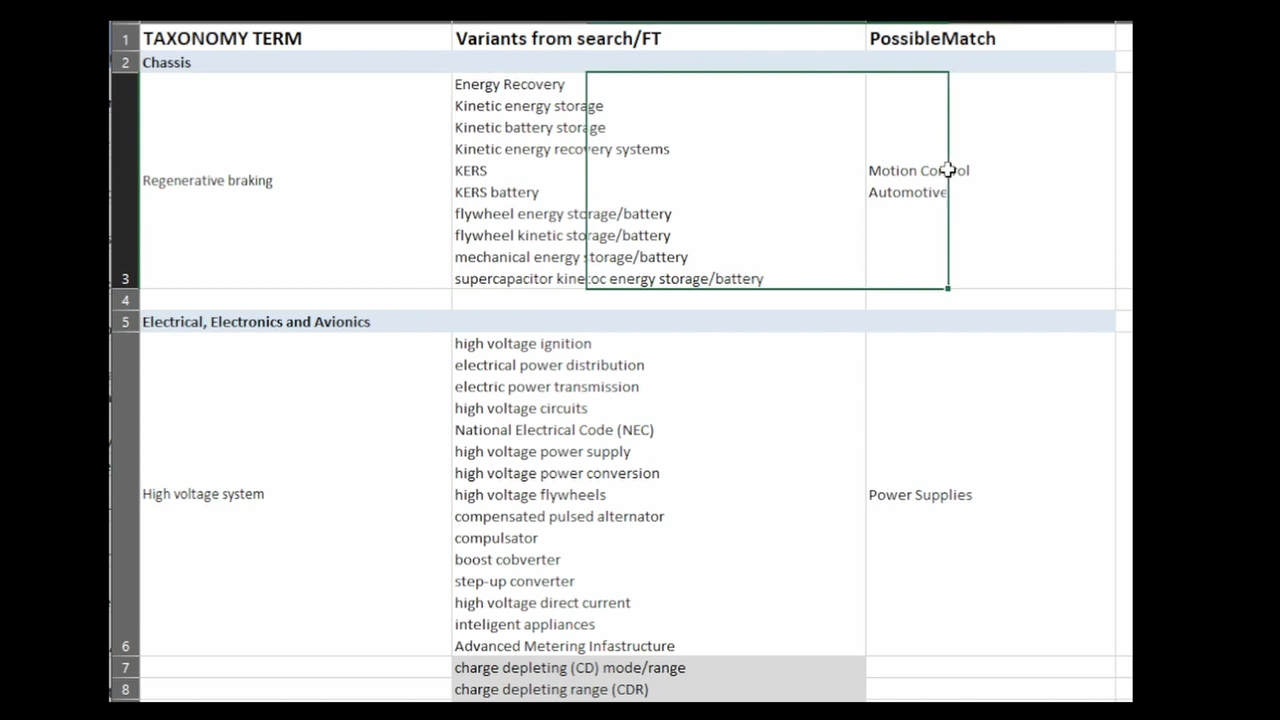 1 TAXONOMY TERM Variants from search/FT PossibleMatch
2 Chassis
Energy Recovery
Kinetic energy storage
Kinetic battery storage
Kinetic energy recovery systems
KERS Motion Control
Regenerative braking
KERS battery Automotive
flywheel energy storage/battery
flywheel kinetic storage/battery
mechanical energy storage/battery
3 supercapacitor kinetoc energy storage/battery
4
5 Electrical, Electronics and Avionics
high voltage ignition
electrical power distribution
electric power transmission
high voltage circuits
National Electrical Code (NEC)
high voltage power supply
high voltage power conversion
High voltage system high voltage flywheels Power Supplies
compensated pulsed alternator
compulsator
boost cobverter
step-up converter
high voltage direct current
inteligent appliances
6 Advanced Metering Infastructure
7 charge depleting (CD) mode/range
8 charge depleting range (CDR)